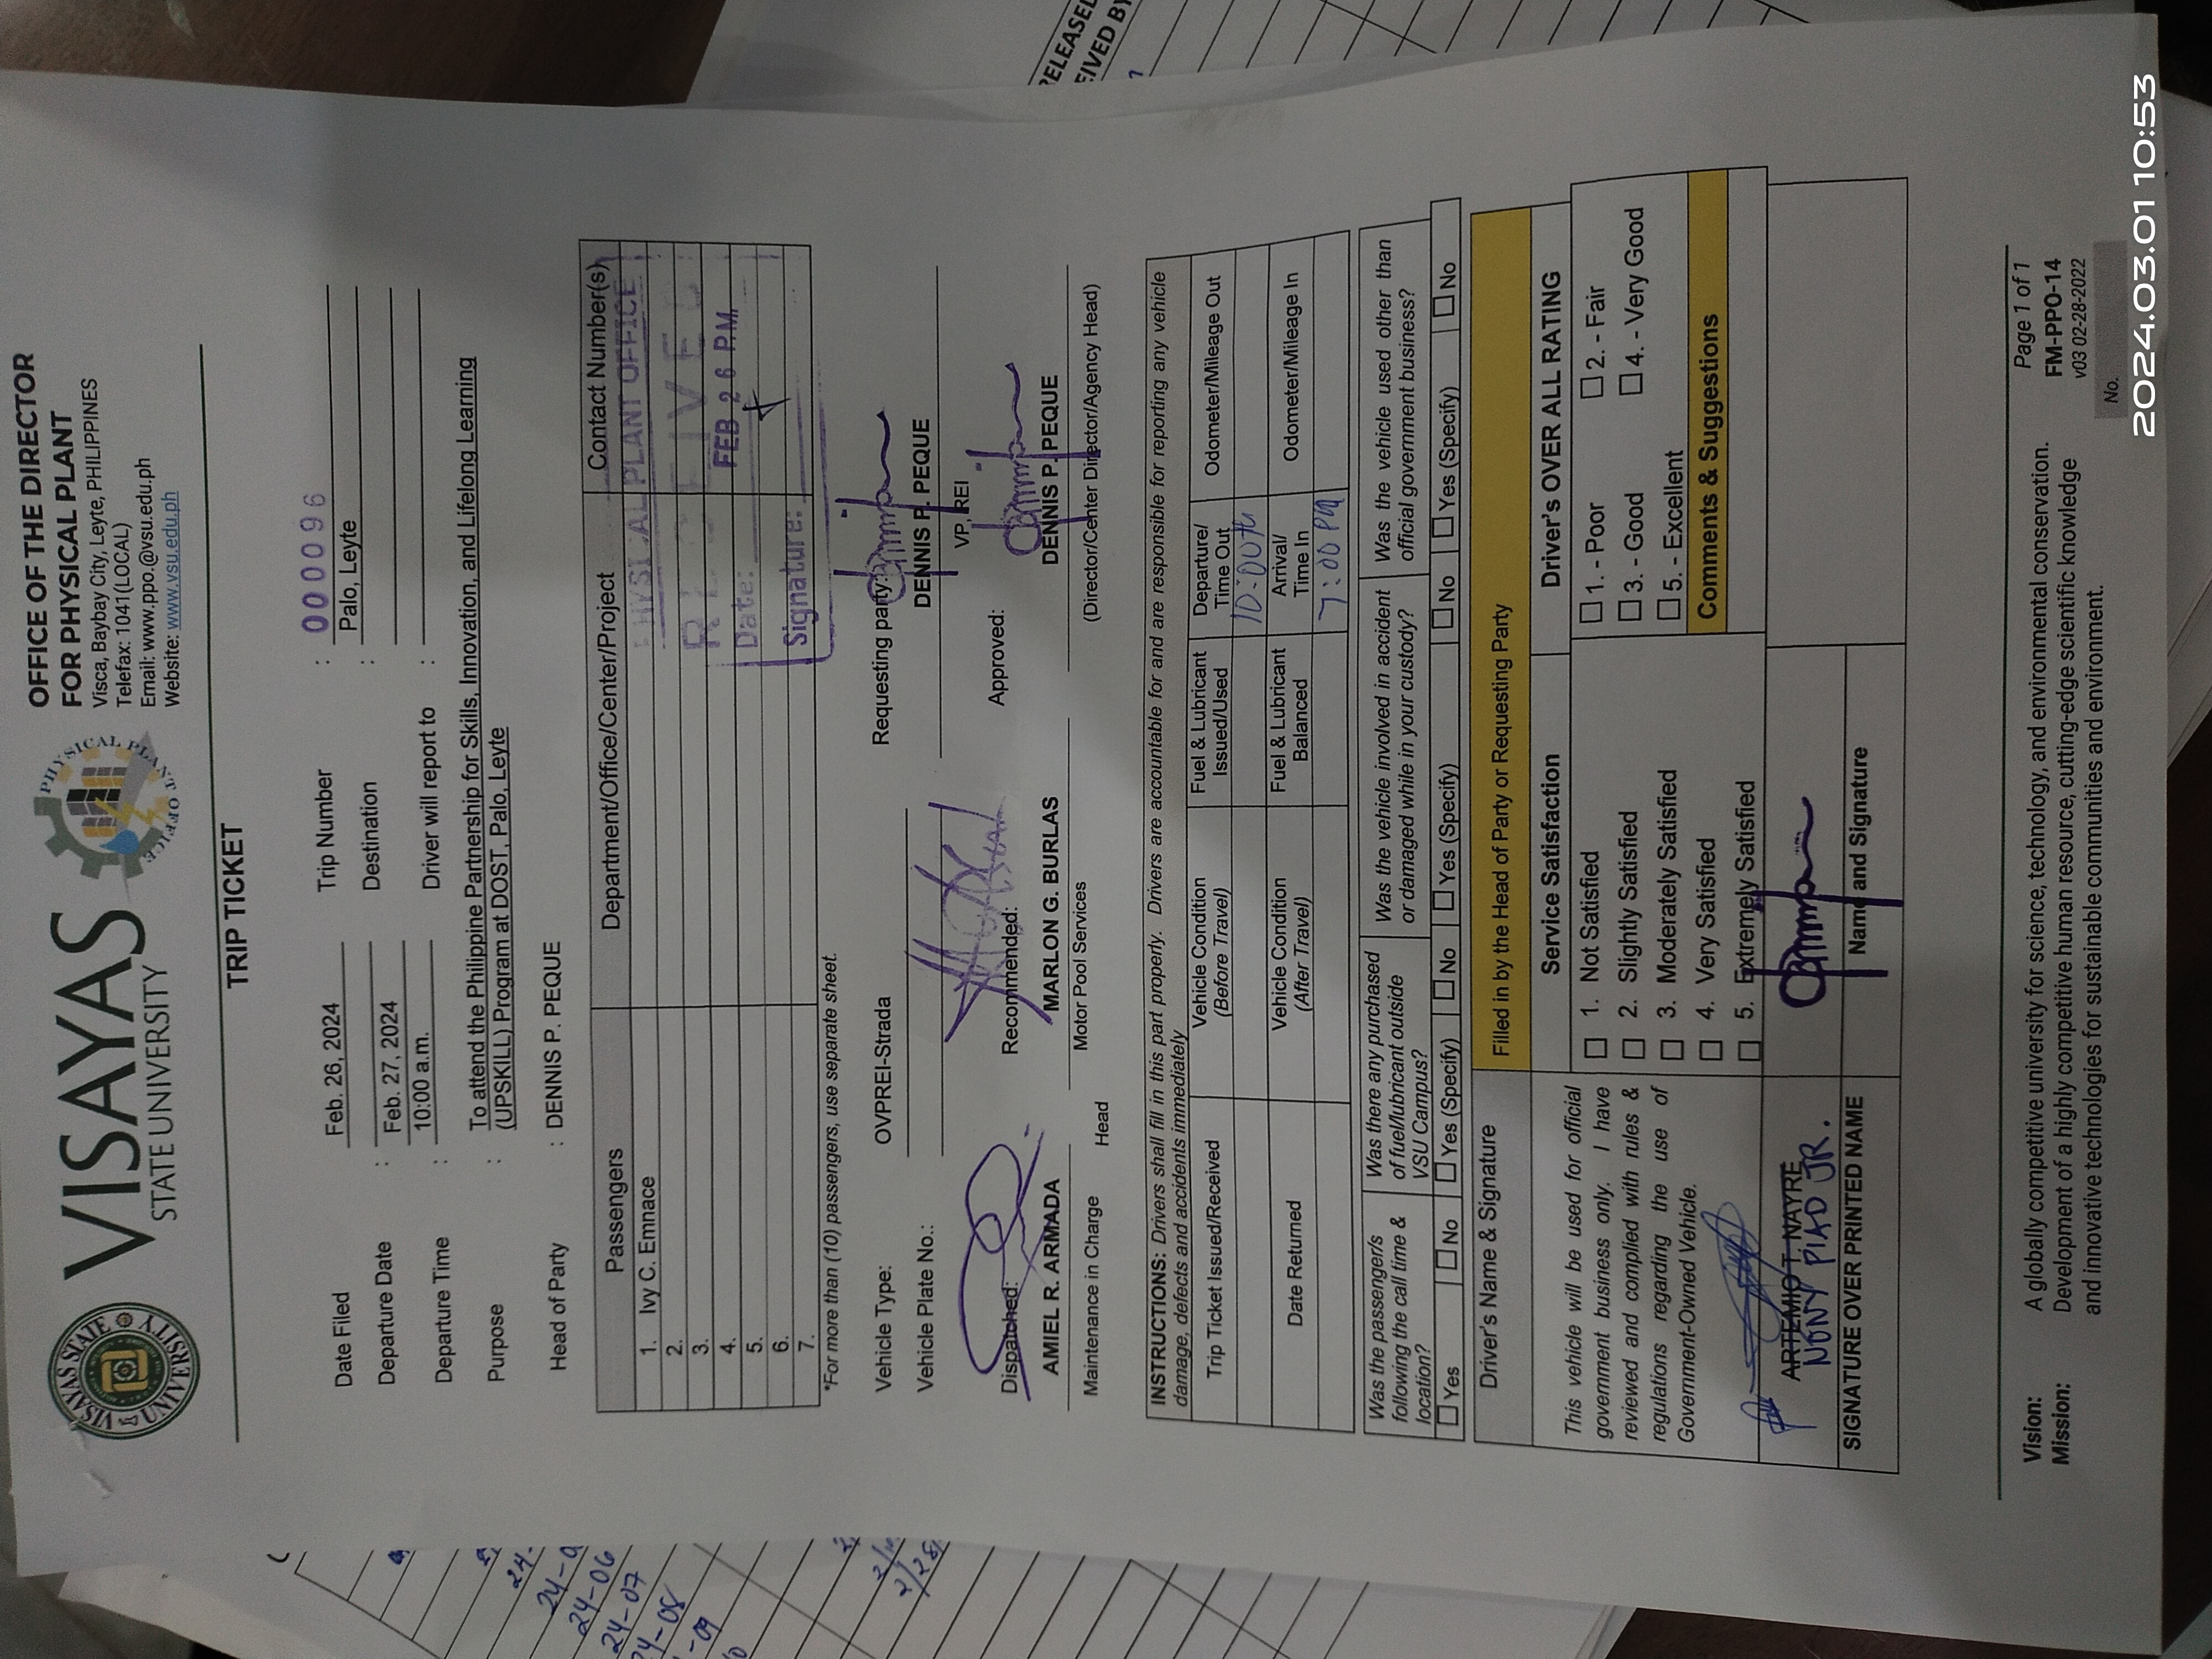 VISAYAS
STATE UNIVERSITY
OFFICE OF THE DIRECTOR
FOR PHYSICAL PLANT
Visca, Baybay City, Leyte, PHILIPPINES
Telefax: 1041(LOCAL)
Email: www.ppo.@vsu.edu.ph
Website: www.vsu.edu.ph
TRIP TICKET
Date Filed Feb. 26, 2024 Trip Number : 000096
Departure Date : Feb. 27, 2024 Destination : Palo, Leyte
Departure Time : 10:00 a.m. Driver will report to :
Purpose : To attend the Philippine Partnership for Skills, Innovation, and Lifelong Learning
(UPSKILL) Program at DOST, Palo, Leyte
Head of Party : DENNIS P. PEQUE
Passengers Department/Office/Center/Project Contact Number(s)
1. Ivy C. Emnace
2.
3.
4.
5.
6.
7.
PHYSICAL PLANT OFFICE
RECEIVED
Date: FEB 26 P.M.
Signature:
*For more than (10) passengers, use separate sheet.
Vehicle Type: OVPREI-Strada
Vehicle Plate No.:
Requesting party:
DENNIS P. PEQUE
VP, REI
Dispatched: Recommended: Approved:
AMIEL R. ARMADA MARLON G. BURLAS DENNIS P. PEQUE
Maintenance in Charge Head Motor Pool Services (Director/Center Director/Agency Head)
INSTRUCTIONS: Drivers shall fill in this part properly. Drivers are accountable for and are responsible for reporting any vehicle
damage, defects and accidents immediately
Trip Ticket Issued/Received Vehicle Condition (Before Travel) Fuel & Lubricant Issued/Used Departure/ Time Out Odometer/Mileage Out
Date Returned Vehicle Condition (After Travel) Fuel & Lubricant Balanced Arrival/ Time In Odometer/Mileage In
7:00 PM
Was the passenger/s following the call time & location?
Yes No
Was there any purchased of fuel/lubricant outside VSU Campus?
Yes (Specify) No
Was the vehicle involved in accident or damaged while in your custody?
Yes (Specify) No
Was the vehicle used other than official government business?
Yes (Specify) No
Driver's Name & Signature Filled in by the Head of Party or Requesting Party
Service Satisfaction Driver's OVER ALL RATING
This vehicle will be used for official
government business only. I have
reviewed and complied with rules &
regulations regarding the use of
Government-Owned Vehicle.
1. Not Satisfied
2. Slightly Satisfied
3. Moderately Satisfied
4. Very Satisfied
5. Extremely Satisfied
1. - Poor 2. - Fair
3. - Good 4. - Very Good
5. - Excellent
Comments & Suggestions
ARTEMIO T. NAYRE
NONY PIAD JR.
SIGNATURE OVER PRINTED NAME
Name and Signature
Vision: A globally competitive university for science, technology, and environmental conservation.
Mission: Development of a highly competitive human resource, cutting-edge scientific knowledge
and innovative technologies for sustainable communities and environment.
Page 1 of 1
FM-PPO-14
v03 02-28-2022
No.
24-06
24-07
2024.03.01 10:53